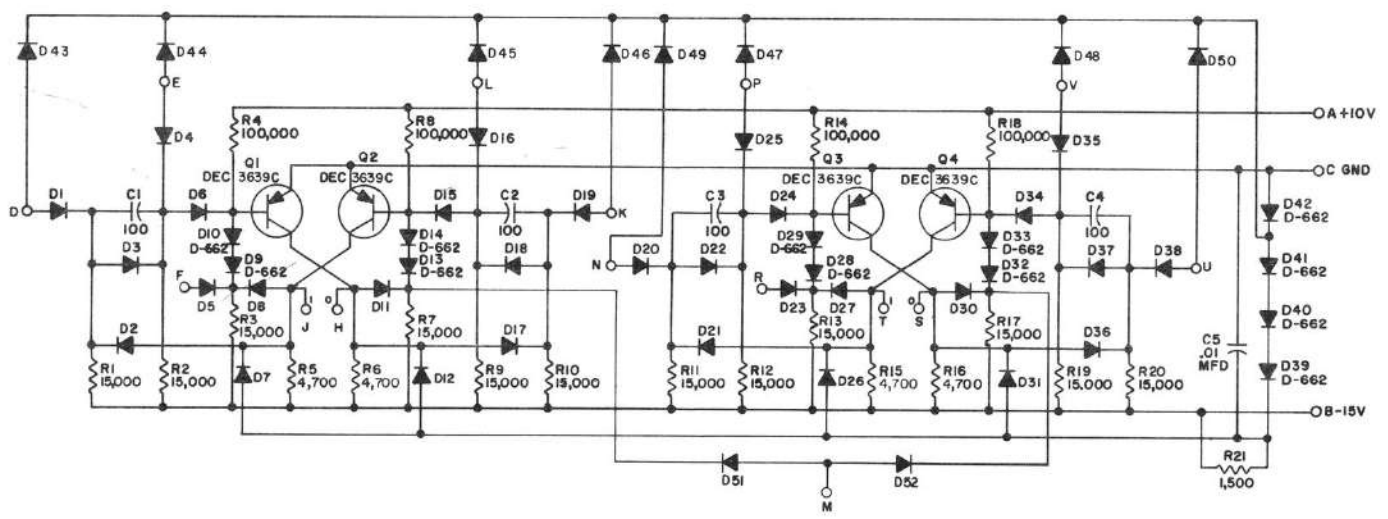 D43
D44
D45
D46
D49
D47
D48
D50
E
L
P
V
A+10V
D4
R4
100,000
R8
100,000
D16
D25
R14
100,000
R18
100,000
D35
C GND
Q1
DEC 3639C
Q2
DEC 3639C
Q3
DEC 3639C
Q4
DEC 3639C
D
D1
C1
100
D6
D15
C2
100
D19
K
C3
100
D24
D34
C4
100
D42
D-662
D3
D10
D-662
D14
D-662
D18
N
D20
D22
D29
D-662
D33
D-662
D37
D38
U
D41
D-662
F
D5
D9
D-662
D8
D13
D-662
R
D23
D28
D-662
D27
D32
D-662
1
J
0
H
D11
1
T
0
S
D30
D40
D-662
R3
15,000
R7
15,000
R13
15,000
R17
15,000
D2
D17
D21
D36
C5
.01
MFD
D39
D-662
R1
15,000
R2
15,000
D7
R5
4,700
R6
4,700
D12
R9
15,000
R10
15,000
R11
15,000
R12
15,000
D26
R15
4,700
R16
4,700
D31
R19
15,000
R20
15,000
B-15V
D51
D52
M
R21
1,500